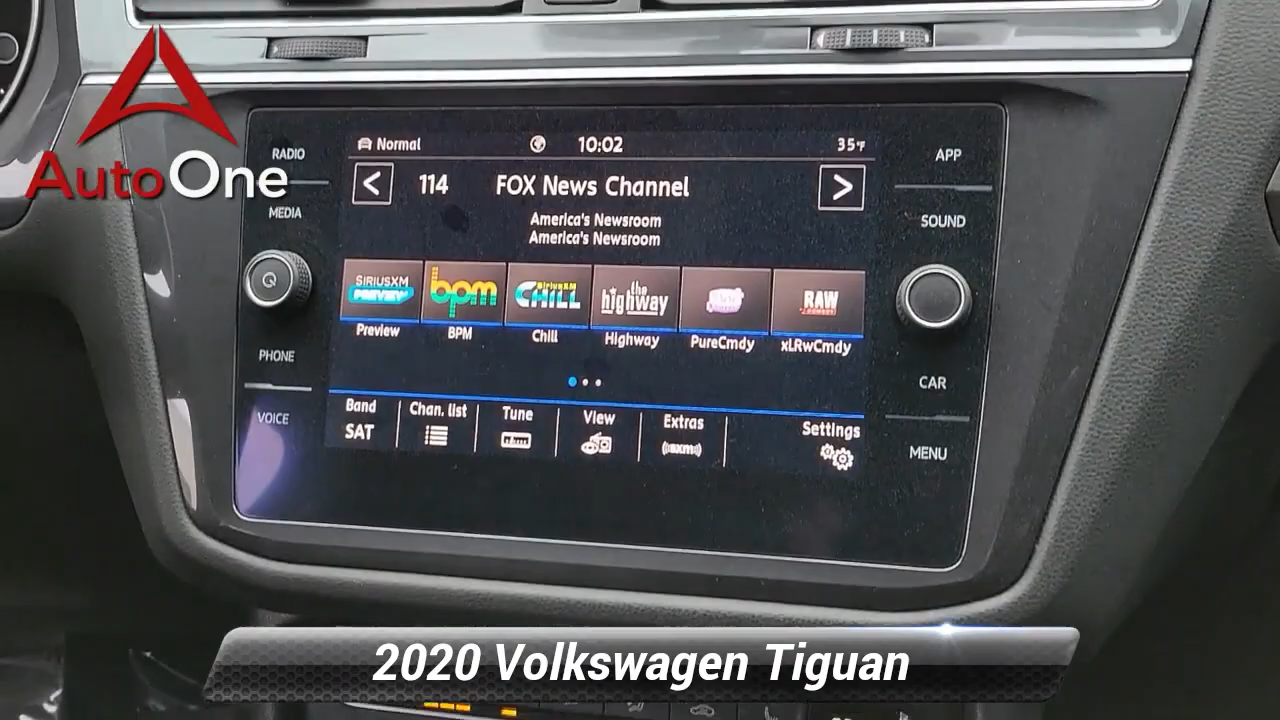 AutoOne
RADIO
MEDIA
PHONE
VOICE
Normal 10:02 35°F
< 114 FOX News Channel >
America's Newsroom
America's Newsroom
SIRIUSXM
PREVIEW
bpm
SiriusXM
CHILL
the
highway
RAW
Preview BPM Chill Highway PureCmdy xLRwCmdy
Band Chan. list Tune View Extras Settings
SAT
((sxm))
APP
SOUND
CAR
MENU
2020 Volkswagen Tiguan